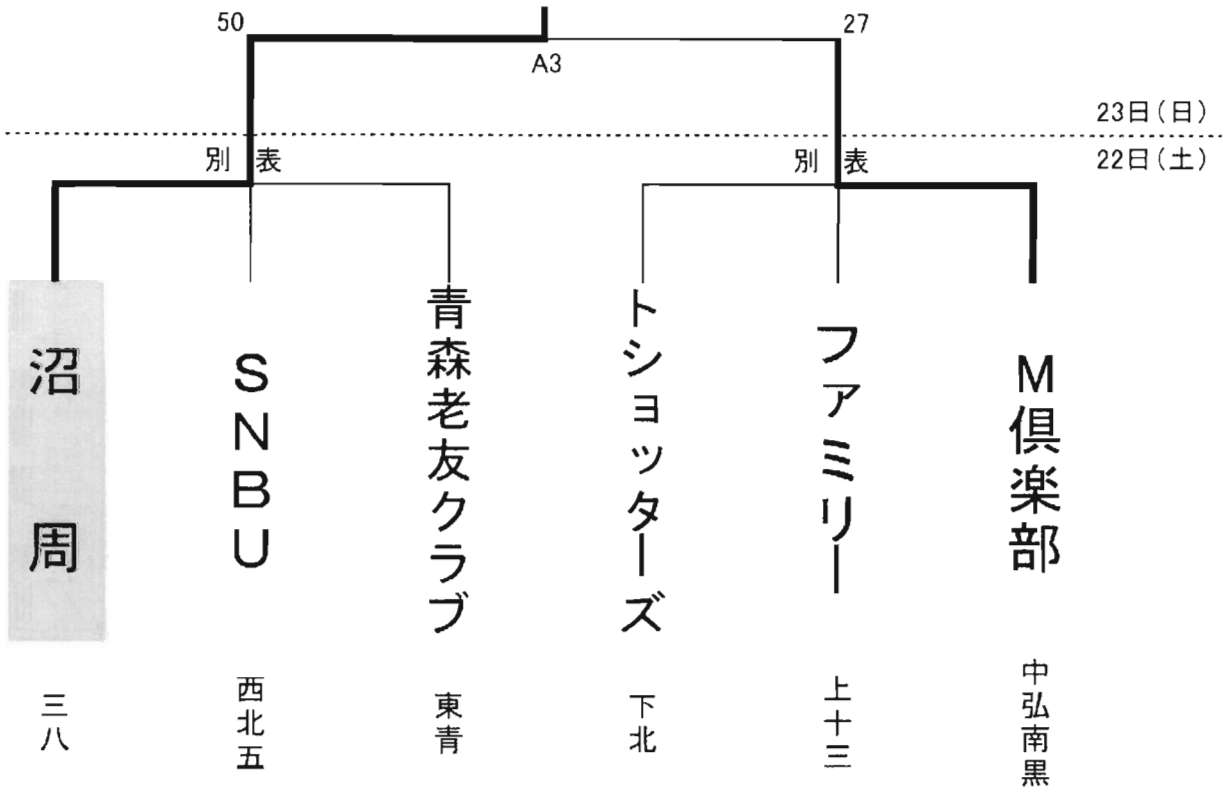 50
27
A3
23日(日)
別 表
別 表
22日(土)
沼周
SNBU
青森老友クラブ
トショッターズ
ファミリー
M倶楽部
三八
西北五
東青
下北
上十三
中弘南黒